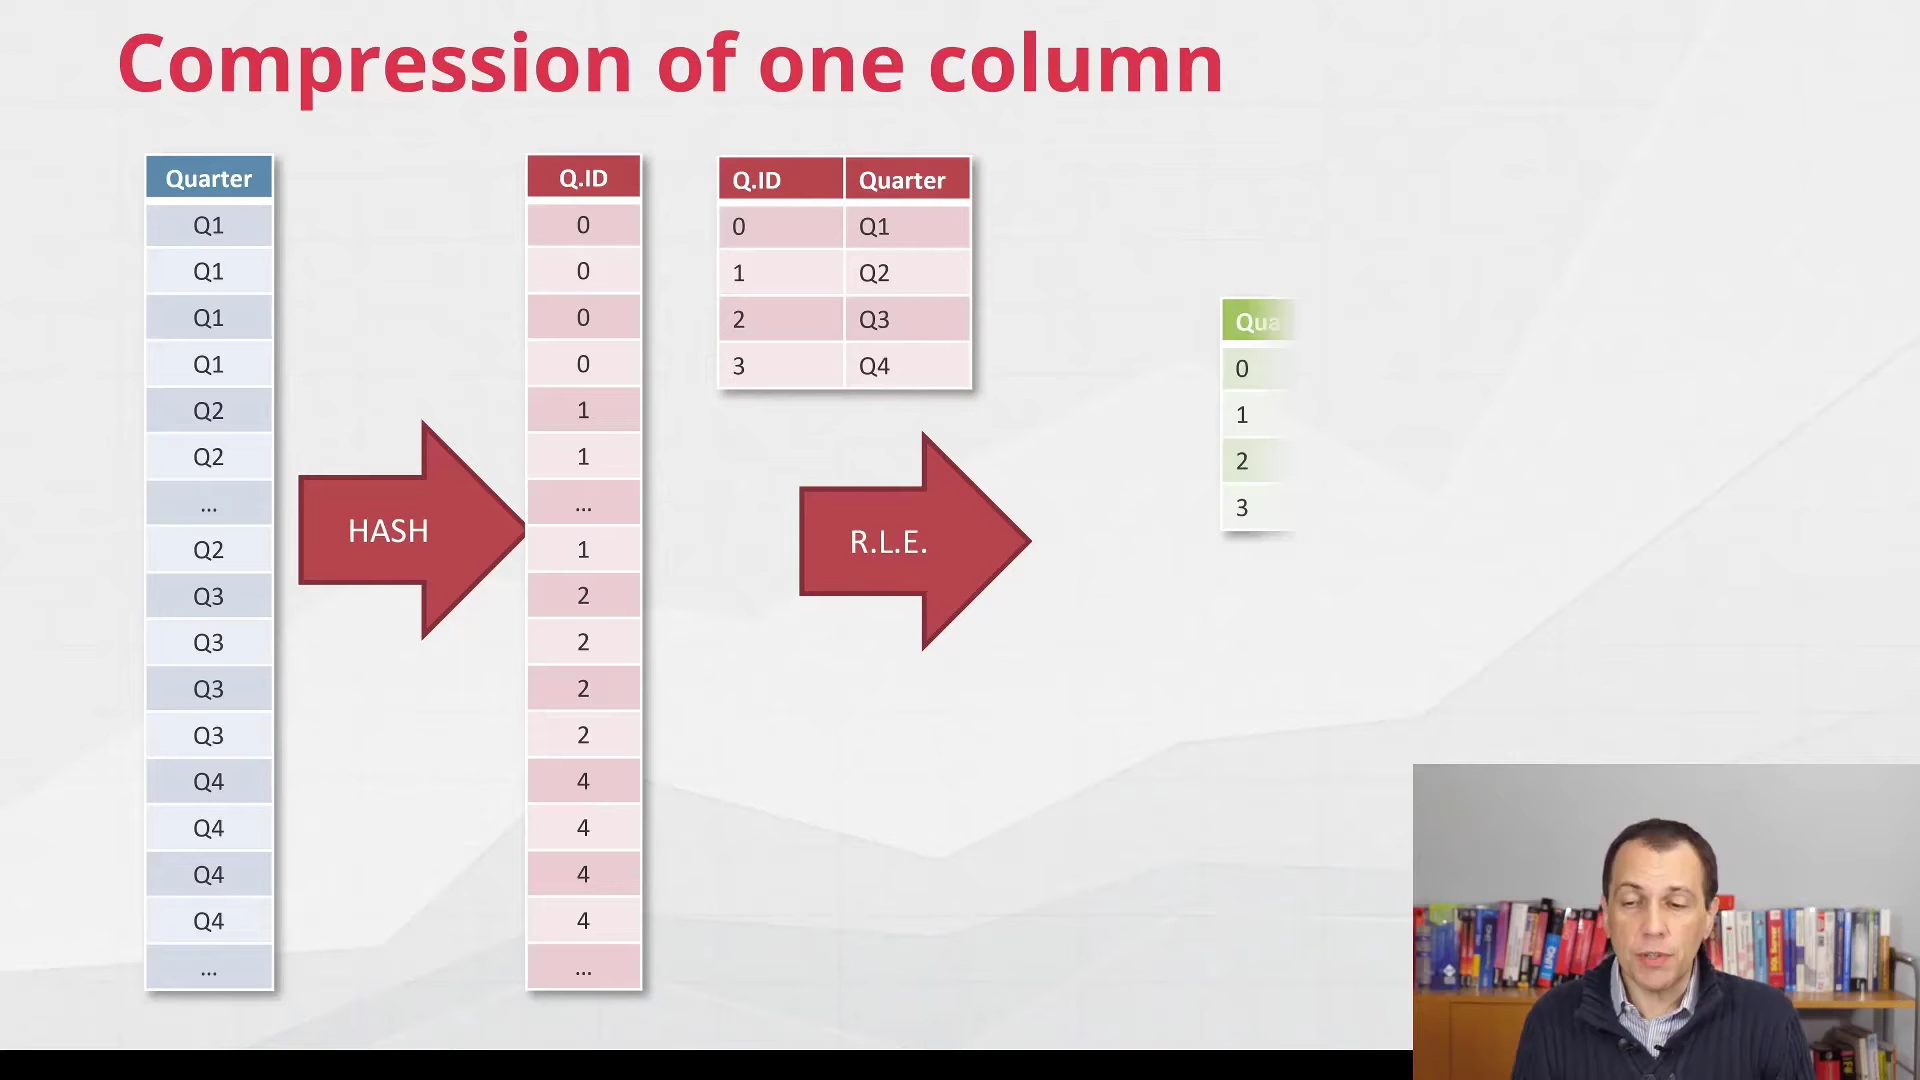 Compression of one column
Quarter
Q1
Q1
Q1
Q1
Q2
Q2
...
Q2
Q3
Q3
Q3
Q3
Q4
Q4
Q4
Q4
...
HASH
Q.ID
0
0
0
0
1
1
...
1
2
2
2
2
4
4
4
4
...
Q.ID Quarter
0 Q1
1 Q2
2 Q3
3 Q4
R.L.E.
Qua
0
1
2
3